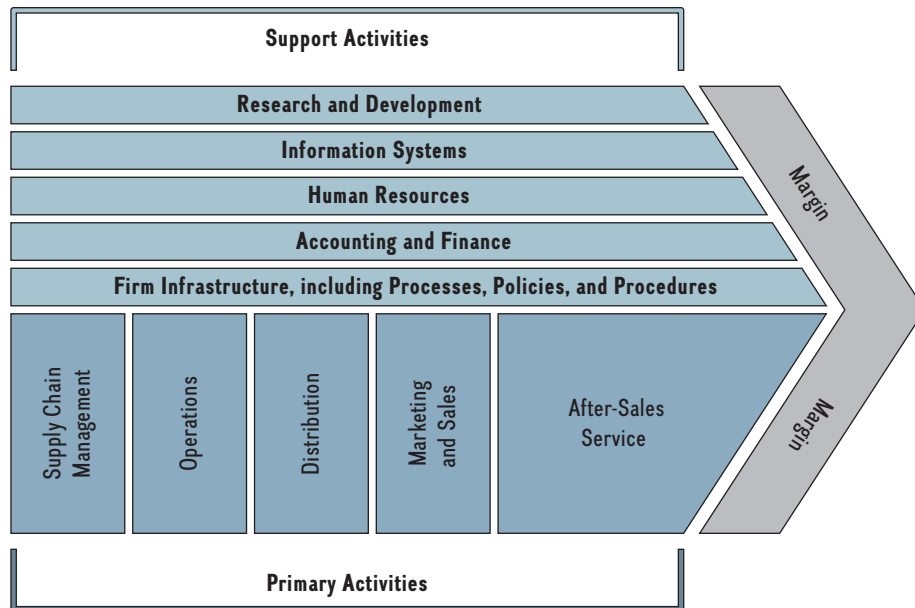 Support Activities
Research and Development
Information Systems
Human Resources
Accounting and Finance
Firm Infrastructure, including Processes, Policies, and Procedures
Supply Chain
Management
Operations
Distribution
Marketing
and Sales
After-Sales
Service
Margin
Margin
Primary Activities